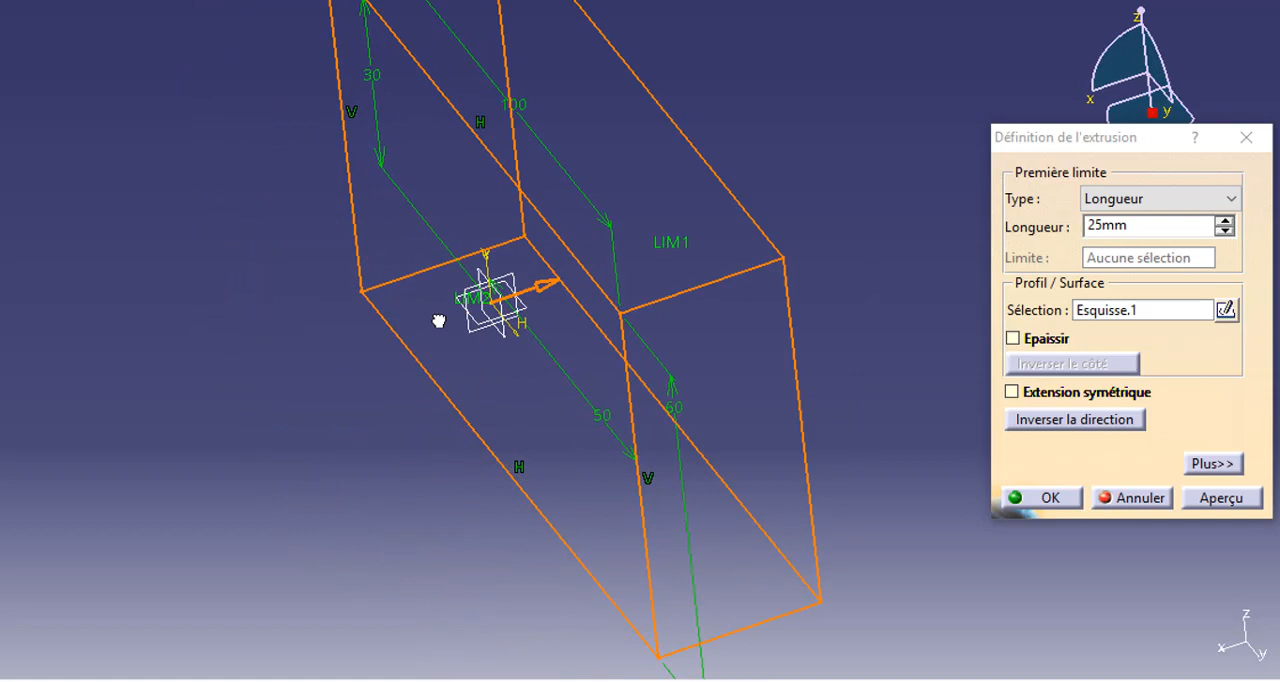 30
V
H
100
LIM1
V
LIM2
H
50
60
H
V
z
x
y
Définition de l'extrusion ?
Première limite
Type : Longueur
Longueur : 25mm
Limite : Aucune sélection
Profil / Surface
Sélection : Esquisse.1
Epaissir
Inverser le côté
Extension symétrique
Inverser la direction
Plus>>
OK Annuler Aperçu
z
x
y